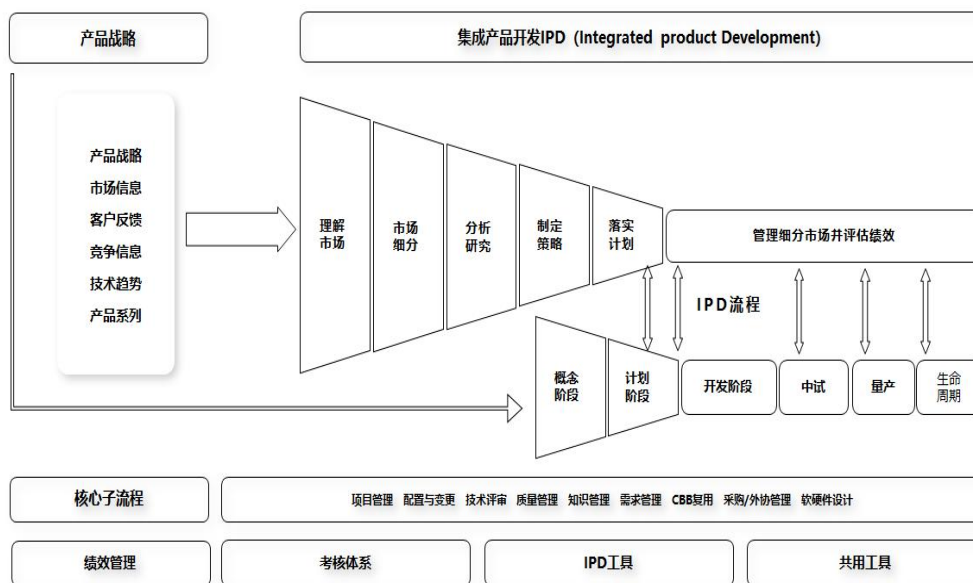 产品战略
集成产品开发IPD（Integrated product Development）
产品战略
市场信息
客户反馈
竞争信息
技术趋势
产品系列
理解
市场
市场
细分
分析
研究
制定
策略
落实
计划
管理细分市场井评估绩效
IPD流程
概念
阶段
计划
阶段
开发阶段
中试
量产
生命
周期
核心子流程
项目管理 配置与变更 技术评审 质量管理 知识管理 需求管理 CBB复用 采购/外协管理 软硬件设计
绩效管理
考核体系
IPD工具
共用工具